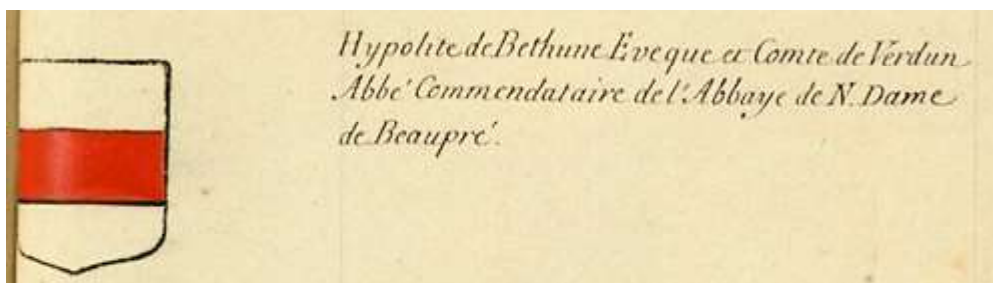 Hypolite de Bethune Eveque et Comte de Verdun
Abbé Commendataire de l'Abbaye de N. Dame
de Beaupré.